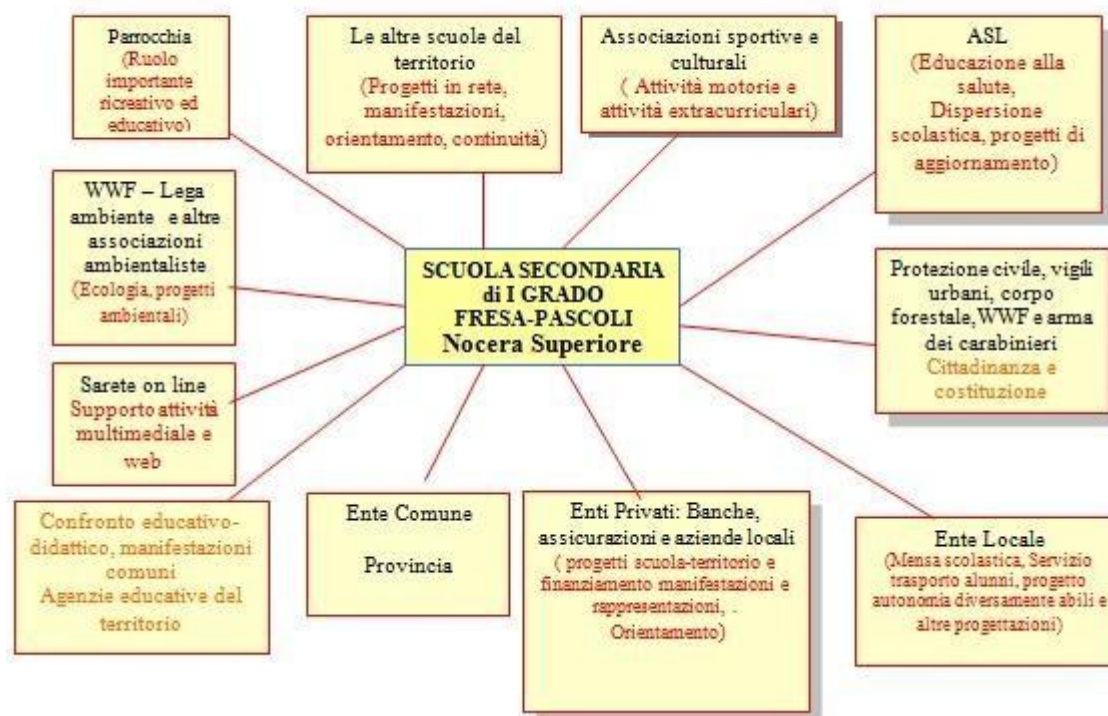 Parrocchia
(Ruolo
importante
ricreativo ed
educativo)
Le altre scuole del
territorio
(Progetti in rete,
manifestazioni,
orientamento, continuità)
Associazioni sportive e
culturali
( Attività motorie e
attività extracurriculari)
ASL
(Educazione alla
salute,
Dispersione
scolastica, progetti di
aggiornamento)
WWF – Lega
ambiente e altre
associazioni
ambientaliste
(Ecologia, progetti
ambientali)
SCUOLA SECONDARIA
di I GRADO
FRESA-PASCOLI
Nocera Superiore
Protezione civile, vigili
urbani, corpo
forestale,WWF e arma
dei carabinieri
Cittadinanza e
costituzione
Sarete on line
Supporto attività
multimediale e
web
Confronto educativo-
didattico, manifestazioni
comuni
Agenzie educative del
territorio
Ente Comune
Provincia
Enti Privati: Banche,
assicurazioni e aziende locali
( progetti scuola-territorio e
finanziamento manifestazioni e
rappresentazioni, .
Orientamento)
Ente Locale
(Mensa scolastica, Servizio
trasporto alunni, progetto
autonomia diversamente abili e
altre progettazioni)